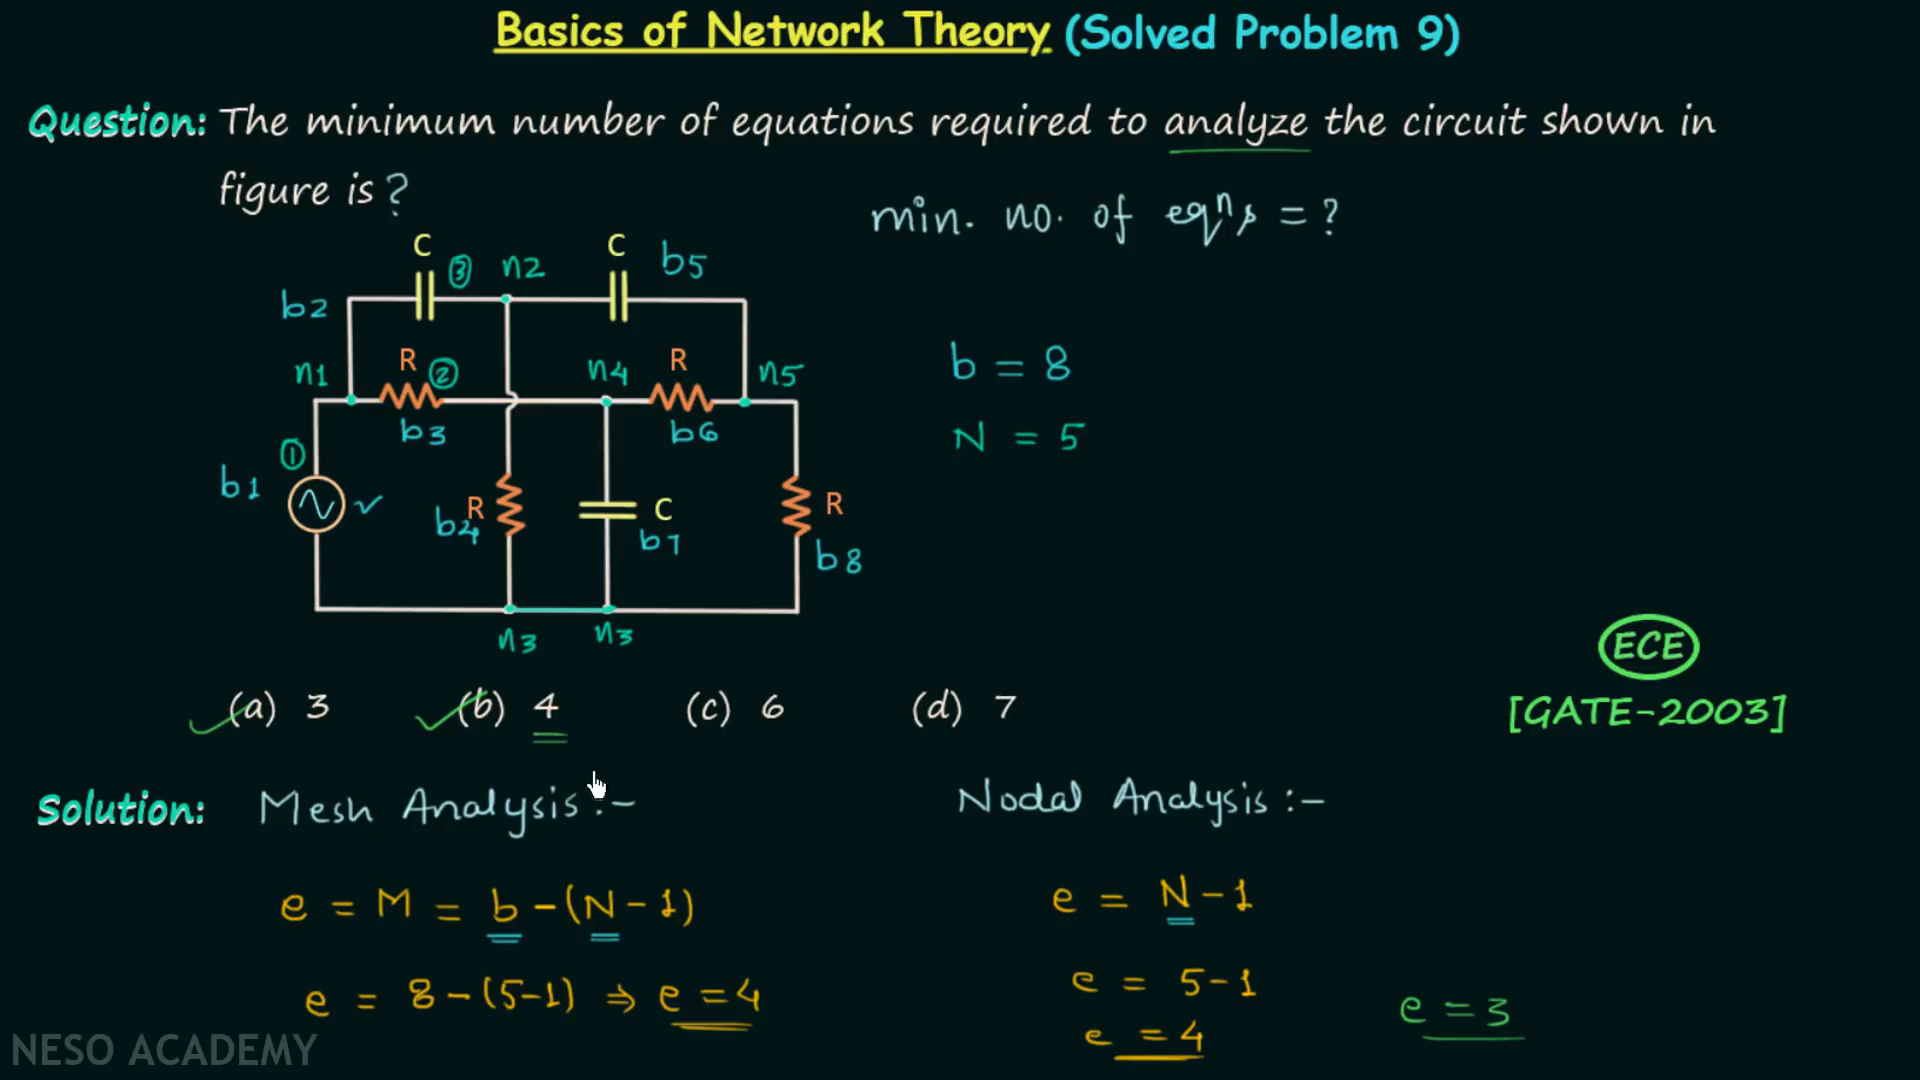 Basics of Network Theory (Solved Problem 9)
Question: The minimum number of equations required to analyze the circuit shown in
figure is ?
min. no. of eqⁿs = ?
C ③ n2 C b5
b2
n1 R ② n4 R n5
b3 b6
① b1
R b4 C b7 R b8
n3 n3
b = 8
N = 5
ECE
[GATE-2003]
(a) 3 (b) 4 (c) 6 (d) 7
Solution: Mesh Analysis :- Nodal Analysis :-
e = M = b - (N - 1) e = N - 1
e = 8 - (5-1) ⇒ e = 4 e = 5 - 1
e = 4 e = 3
NESO ACADEMY